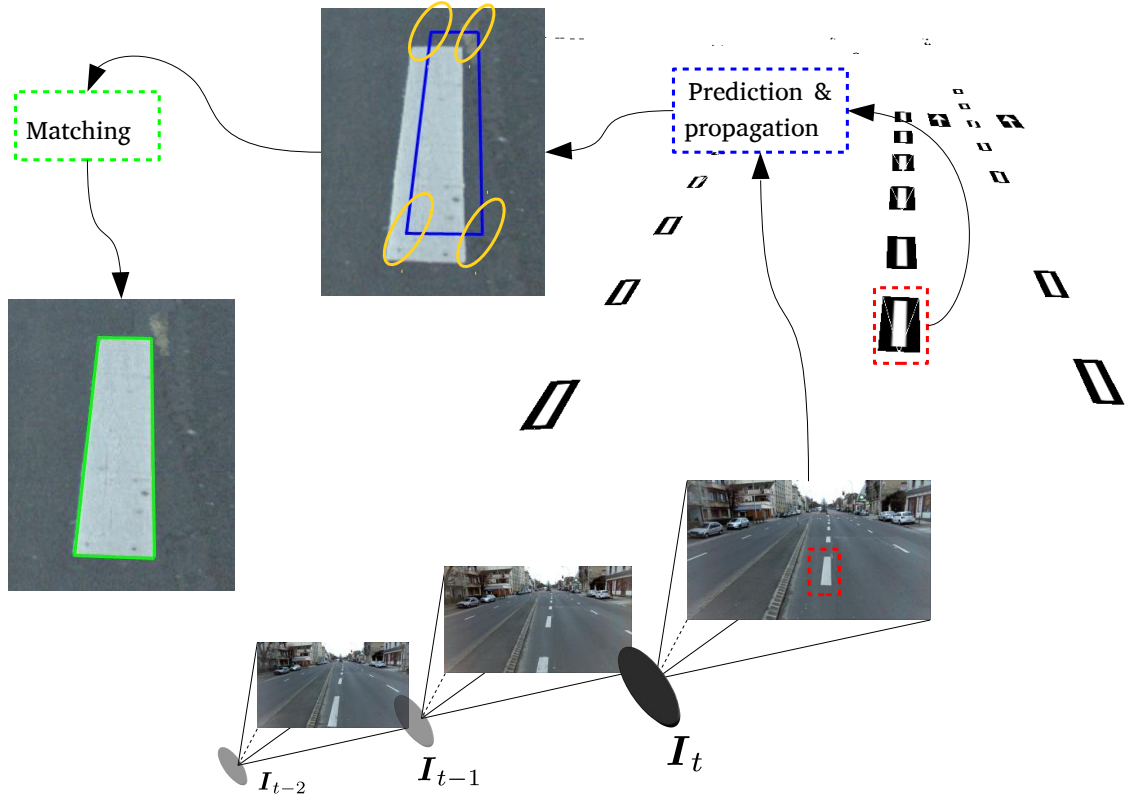 Prediction &
propagation
Matching
I_{t-2}
I_{t-1}
I_t